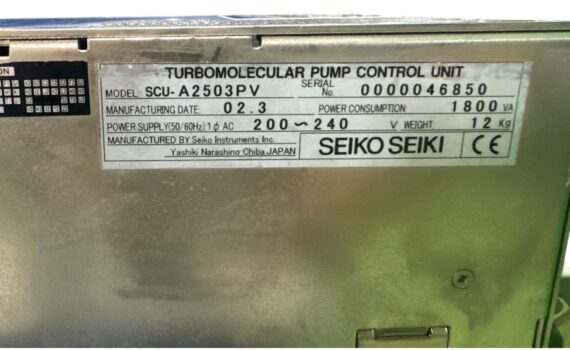 ON
TURBOMOLECULAR PUMP CONTROL UNIT
MODEL: SCU-A2503PV SERIAL No. 0000046850
MANUFACTURING DATE: 02.3 POWER CONSUMPTION: 1800 VA
POWER SUPPLY(50/60Hz):1φ AC 200～240 V WEIGHT: 12 Kg
MANUFACTURED BY Seiko Instruments Inc.
Yashiki Narashino Chiba,JAPAN
SEIKO SEIKI CE